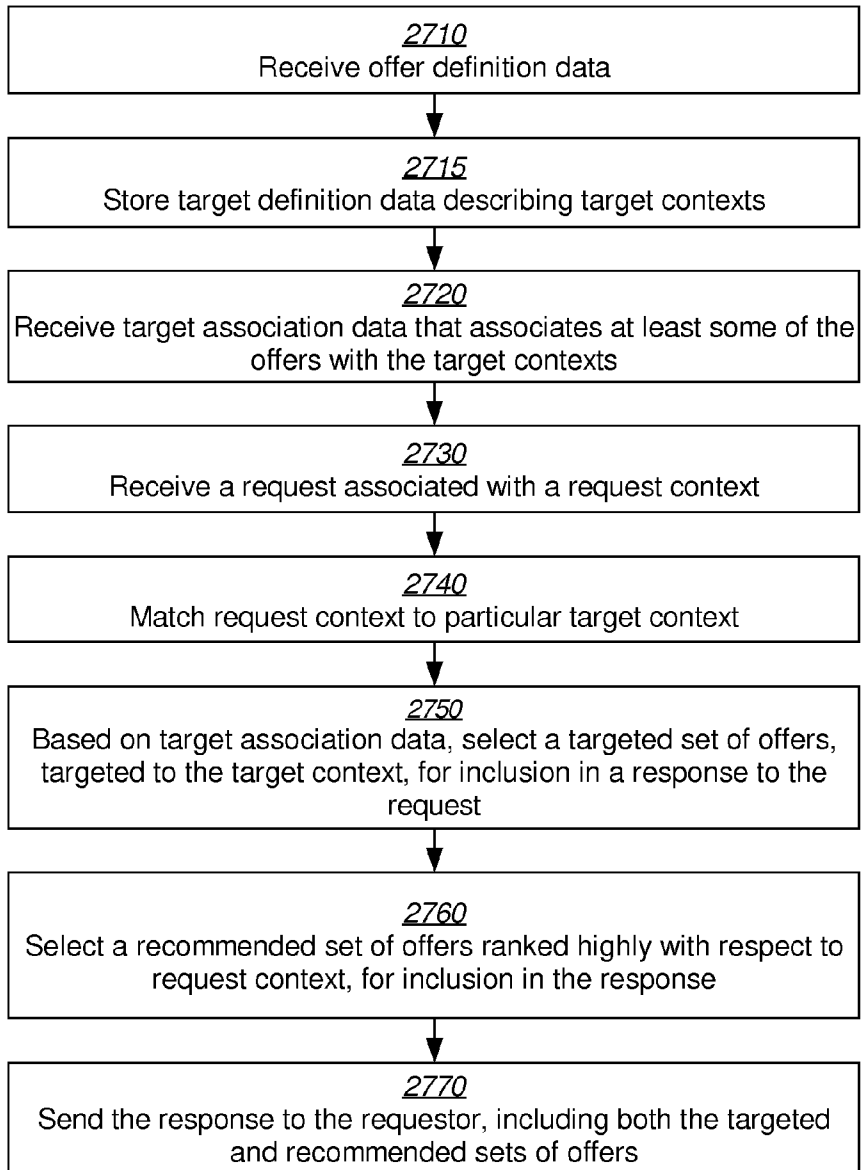 2710
Receive offer definition data
2715
Store target definition data describing target contexts
2720
Receive target association data that associates at least some of the
offers with the target contexts
2730
Receive a request associated with a request context
2740
Match request context to particular target context
2750
Based on target association data, select a targeted set of offers,
targeted to the target context, for inclusion in a response to the
request
2760
Select a recommended set of offers ranked highly with respect to
request context, for inclusion in the response
2770
Send the response to the requestor, including both the targeted
and recommended sets of offers